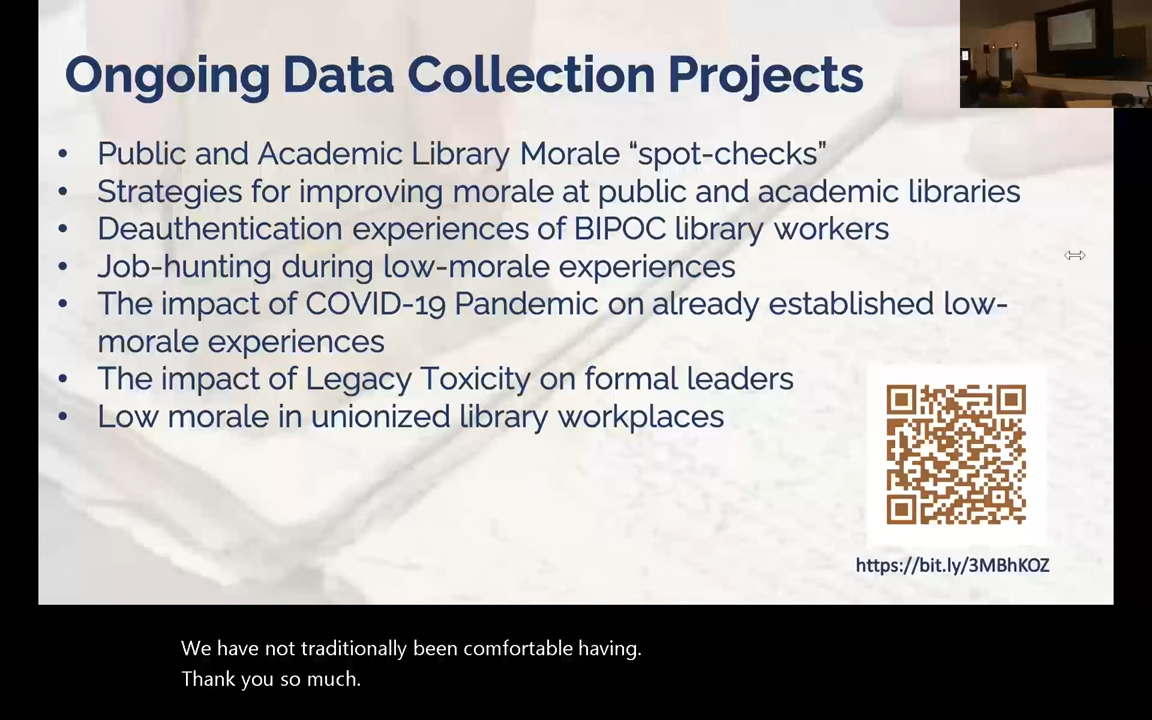 Ongoing Data Collection Projects
• Public and Academic Library Morale “spot-checks”
• Strategies for improving morale at public and academic libraries
• Deauthentication experiences of BIPOC library workers
• Job-hunting during low-morale experiences
• The impact of COVID-19 Pandemic on already established low-
morale experiences
• The impact of Legacy Toxicity on formal leaders
• Low morale in unionized library workplaces
https://bit.ly/3MBhKOZ
We have not traditionally been comfortable having.
Thank you so much.